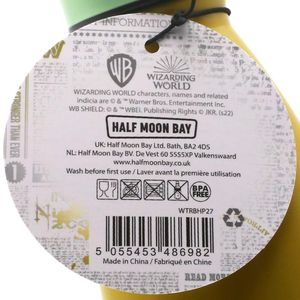 INFORMATION
WB
WIZARDING
WORLD
WIZARDING WORLD characters, names and related
indicia are © & ™ Warner Bros. Entertainment Inc.
WB SHIELD: © & ™ WBEI. Publishing Rights © JKR. (s22)
HALF MOON BAY
UK: Half Moon Bay Ltd. Bath, BA2 4DS
NL: Half Moon Bay BV. De Vest 60 5555XP Valkenswaard
www.halfmoonbay.co.uk
Wash before first use / Laver avant la première utilisation
BPA
FREE
WTRBHP27
5 055453 486982
Made in China / Fabriqué en Chine